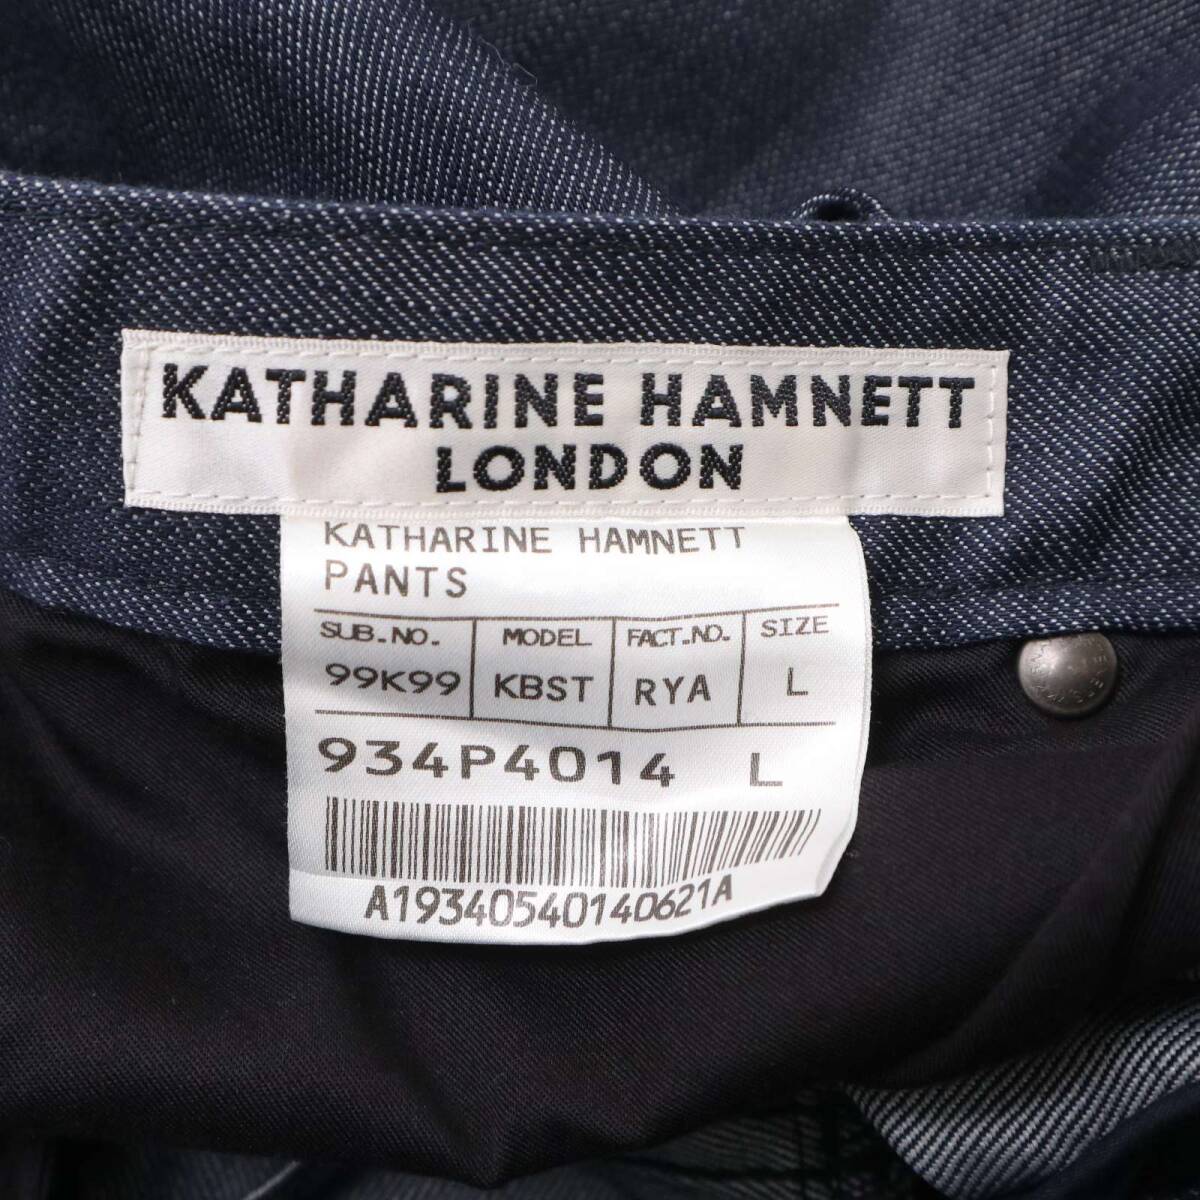 KATHARINE HAMNETT
LONDON
KATHARINE HAMNETT
PANTS
SUB.NO. MODEL FACT.NO. SIZE
99K99 KBST RYA L
934P4014 L
A19340540140621A